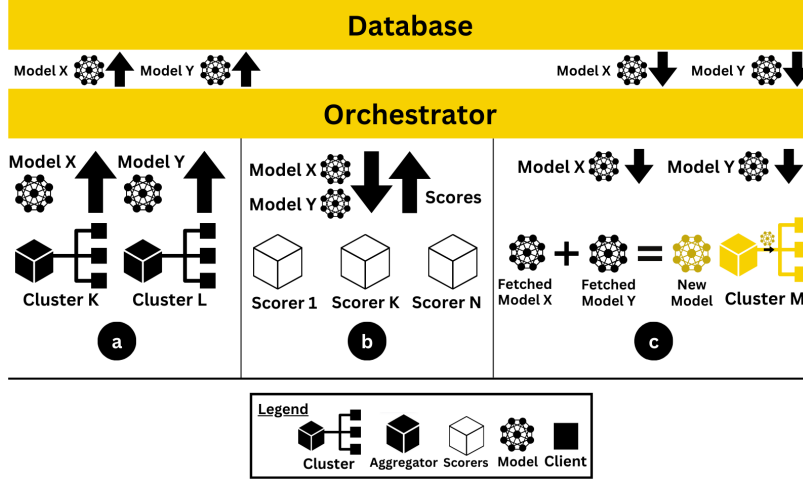 Database
Model X
Model Y
Model X
Model Y
Orchestrator
Model X
Model Y
Cluster K
Cluster L
a
Model X
Model Y
Scores
Scorer 1
Scorer K
Scorer N
b
Model X
Model Y
+
=
Fetched
Model X
Fetched
Model Y
New
Model
Cluster M
c
Legend
Cluster
Aggregator
Scorers
Model
Client